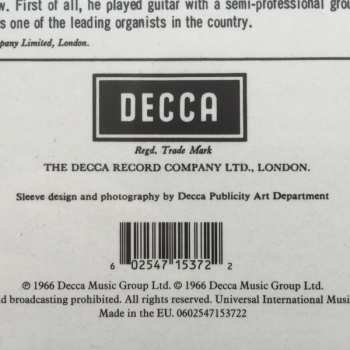 w. First of all, he played guitar with a semi-professional grou
s one of the leading organists in the country.
mpany Limited, London.
DECCA
Regd. Trade Mark
THE DECCA RECORD COMPANY LTD., LONDON.
Sleeve design and photography by Decca Publicity Art Department
6 02547 15372 2
℗ 1966 Decca Music Group Ltd. © 1966 Decca Music Group Ltd.
d broadcasting prohibited. All rights reserved. Universal International Musi
Made in the EU. 0602547153722